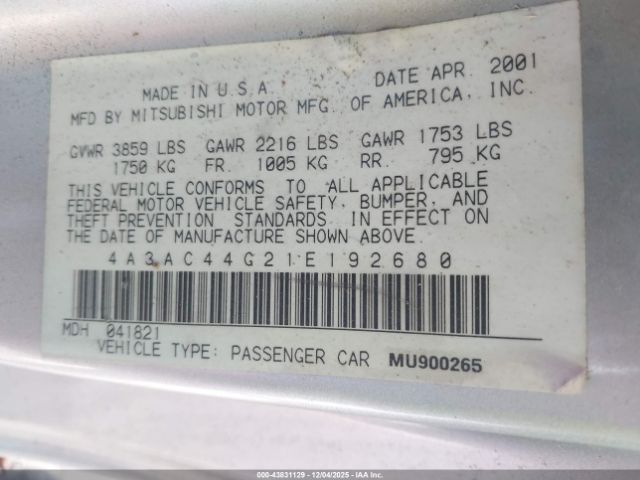 MADE IN U.S.A. DATE APR. 2001
MFD BY MITSUBISHI MOTOR MFG. OF AMERICA, INC.
GVWR 3859 LBS GAWR 2216 LBS GAWR 1753 LBS
1750 KG FR. 1005 KG RR. 795 KG
THIS VEHICLE CONFORMS TO ALL APPLICABLE
FEDERAL MOTOR VEHICLE SAFETY, BUMPER, AND
THEFT PREVENTION STANDARDS IN EFFECT ON
THE DATE OF MANUFACTURE SHOWN ABOVE.
4A3AC44G21E192680
MDH 041821
VEHICLE TYPE: PASSENGER CAR MU900265
000-43831129 - 12/04/2025 - IAA Inc.